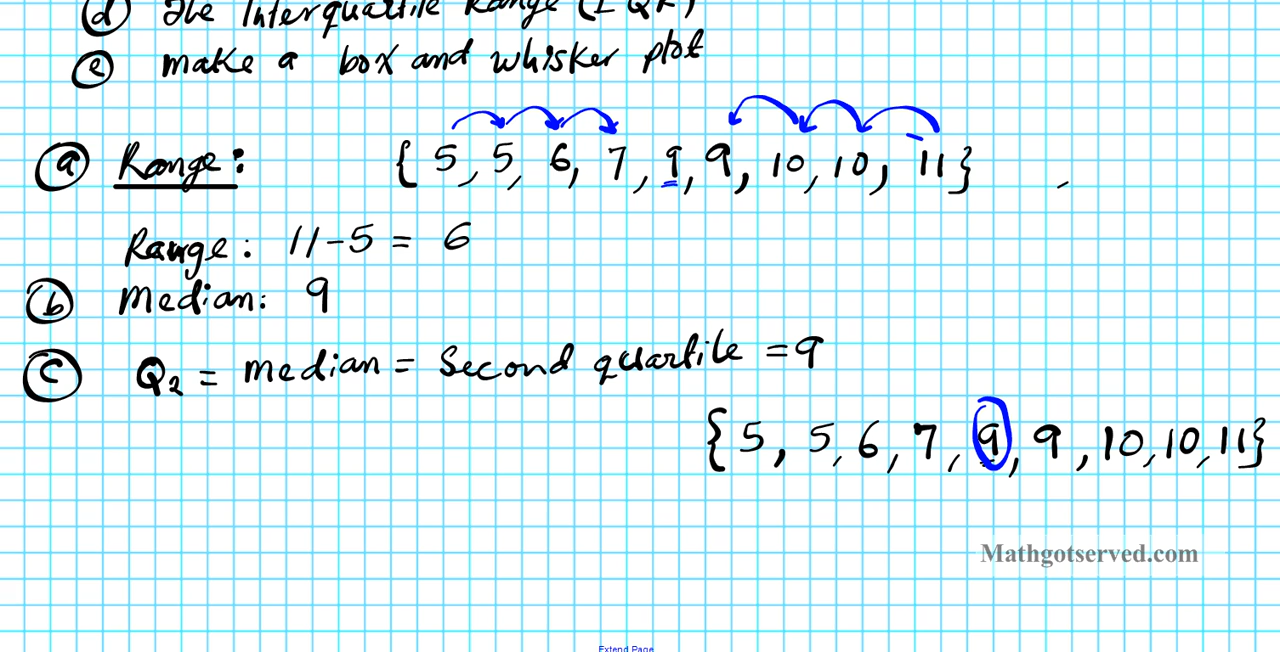 (d) The Interquartile Range (IQR)
(e) make a box and whisker plot
(a) Range: { 5, 5, 6, 7, 9, 9, 10, 10, 11}
Range: 11-5 = 6
(b) Median: 9
(c) Q2 = median = Second quartile = 9
{5, 5, 6, 7, 9, 9, 10, 10, 11}
Mathgotserved.com
Extend Page